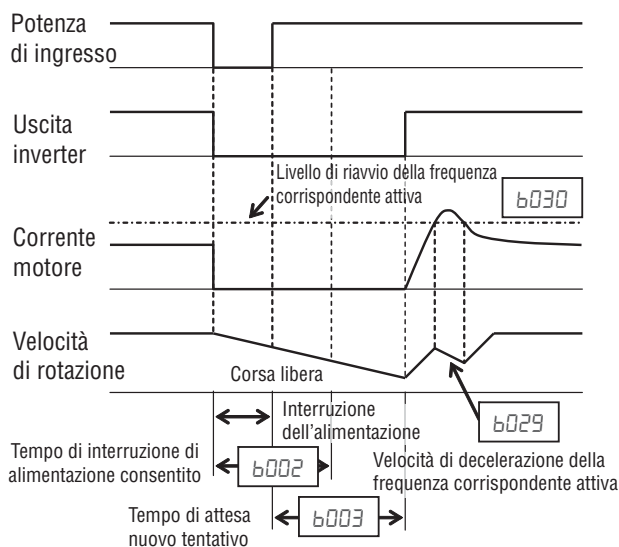 Potenza
di ingresso
Uscita
inverter
Livello di riavvio della frequenza
corrispondente attiva
b030
Corrente
motore
Velocità
di rotazione
Corsa libera
Interruzione
dell'alimentazione
b029
Tempo di interruzione di
alimentazione consentito
b002
Velocità di decelerazione della
frequenza corrispondente attiva
Tempo di attesa
nuovo tentativo
b003